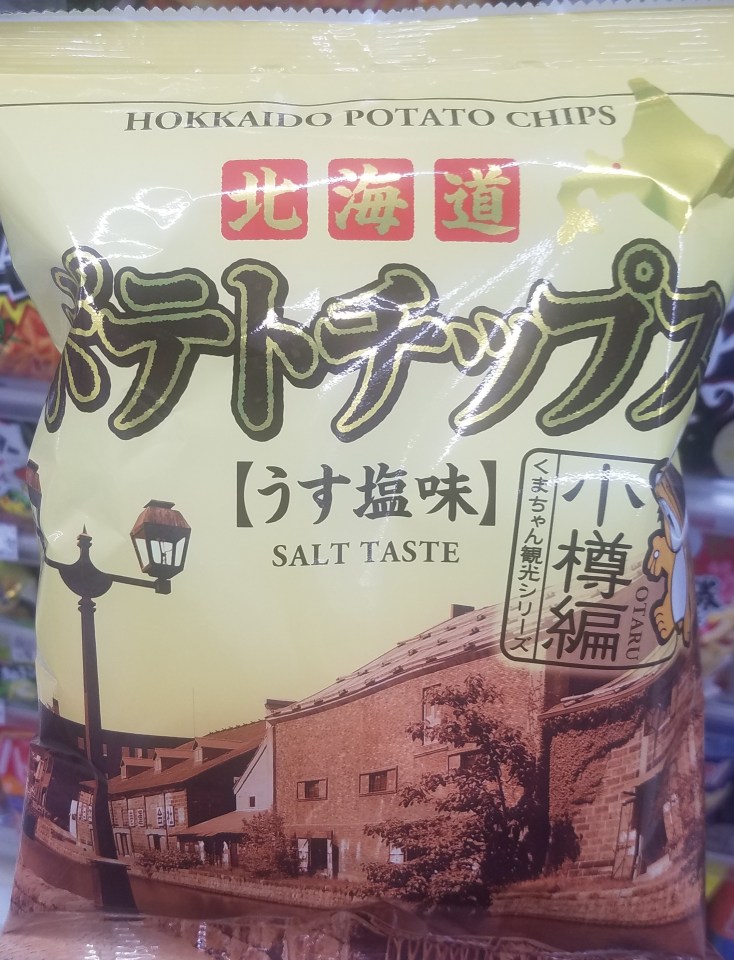 HOKKAIDO POTATO CHIPS
北海道
ポテトチップス
【うす塩味】
SALT TASTE
小樽編
OTARU
くまちゃん観光シリーズ